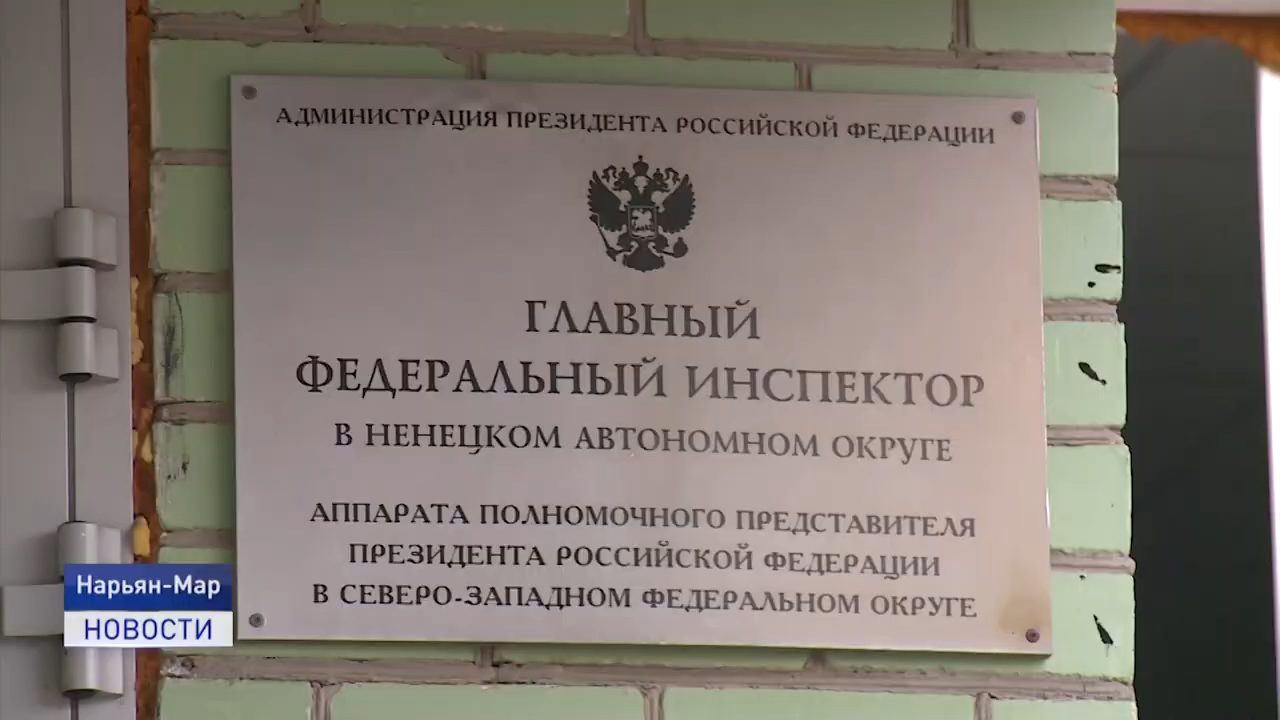 АДМИНИСТРАЦИЯ ПРЕЗИДЕНТА РОССИЙСКОЙ ФЕДЕРАЦИИ
ГЛАВНЫЙ
ФЕДЕРАЛЬНЫЙ ИНСПЕКТОР
В НЕНЕЦКОМ АВТОНОМНОМ ОКРУГЕ
АППАРАТА ПОЛНОМОЧНОГО ПРЕДСТАВИТЕЛЯ
ПРЕЗИДЕНТА РОССИЙСКОЙ ФЕДЕРАЦИИ
В СЕВЕРО-ЗАПАДНОМ ФЕДЕРАЛЬНОМ ОКРУГЕ
Нарьян-Мар
НОВОСТИ